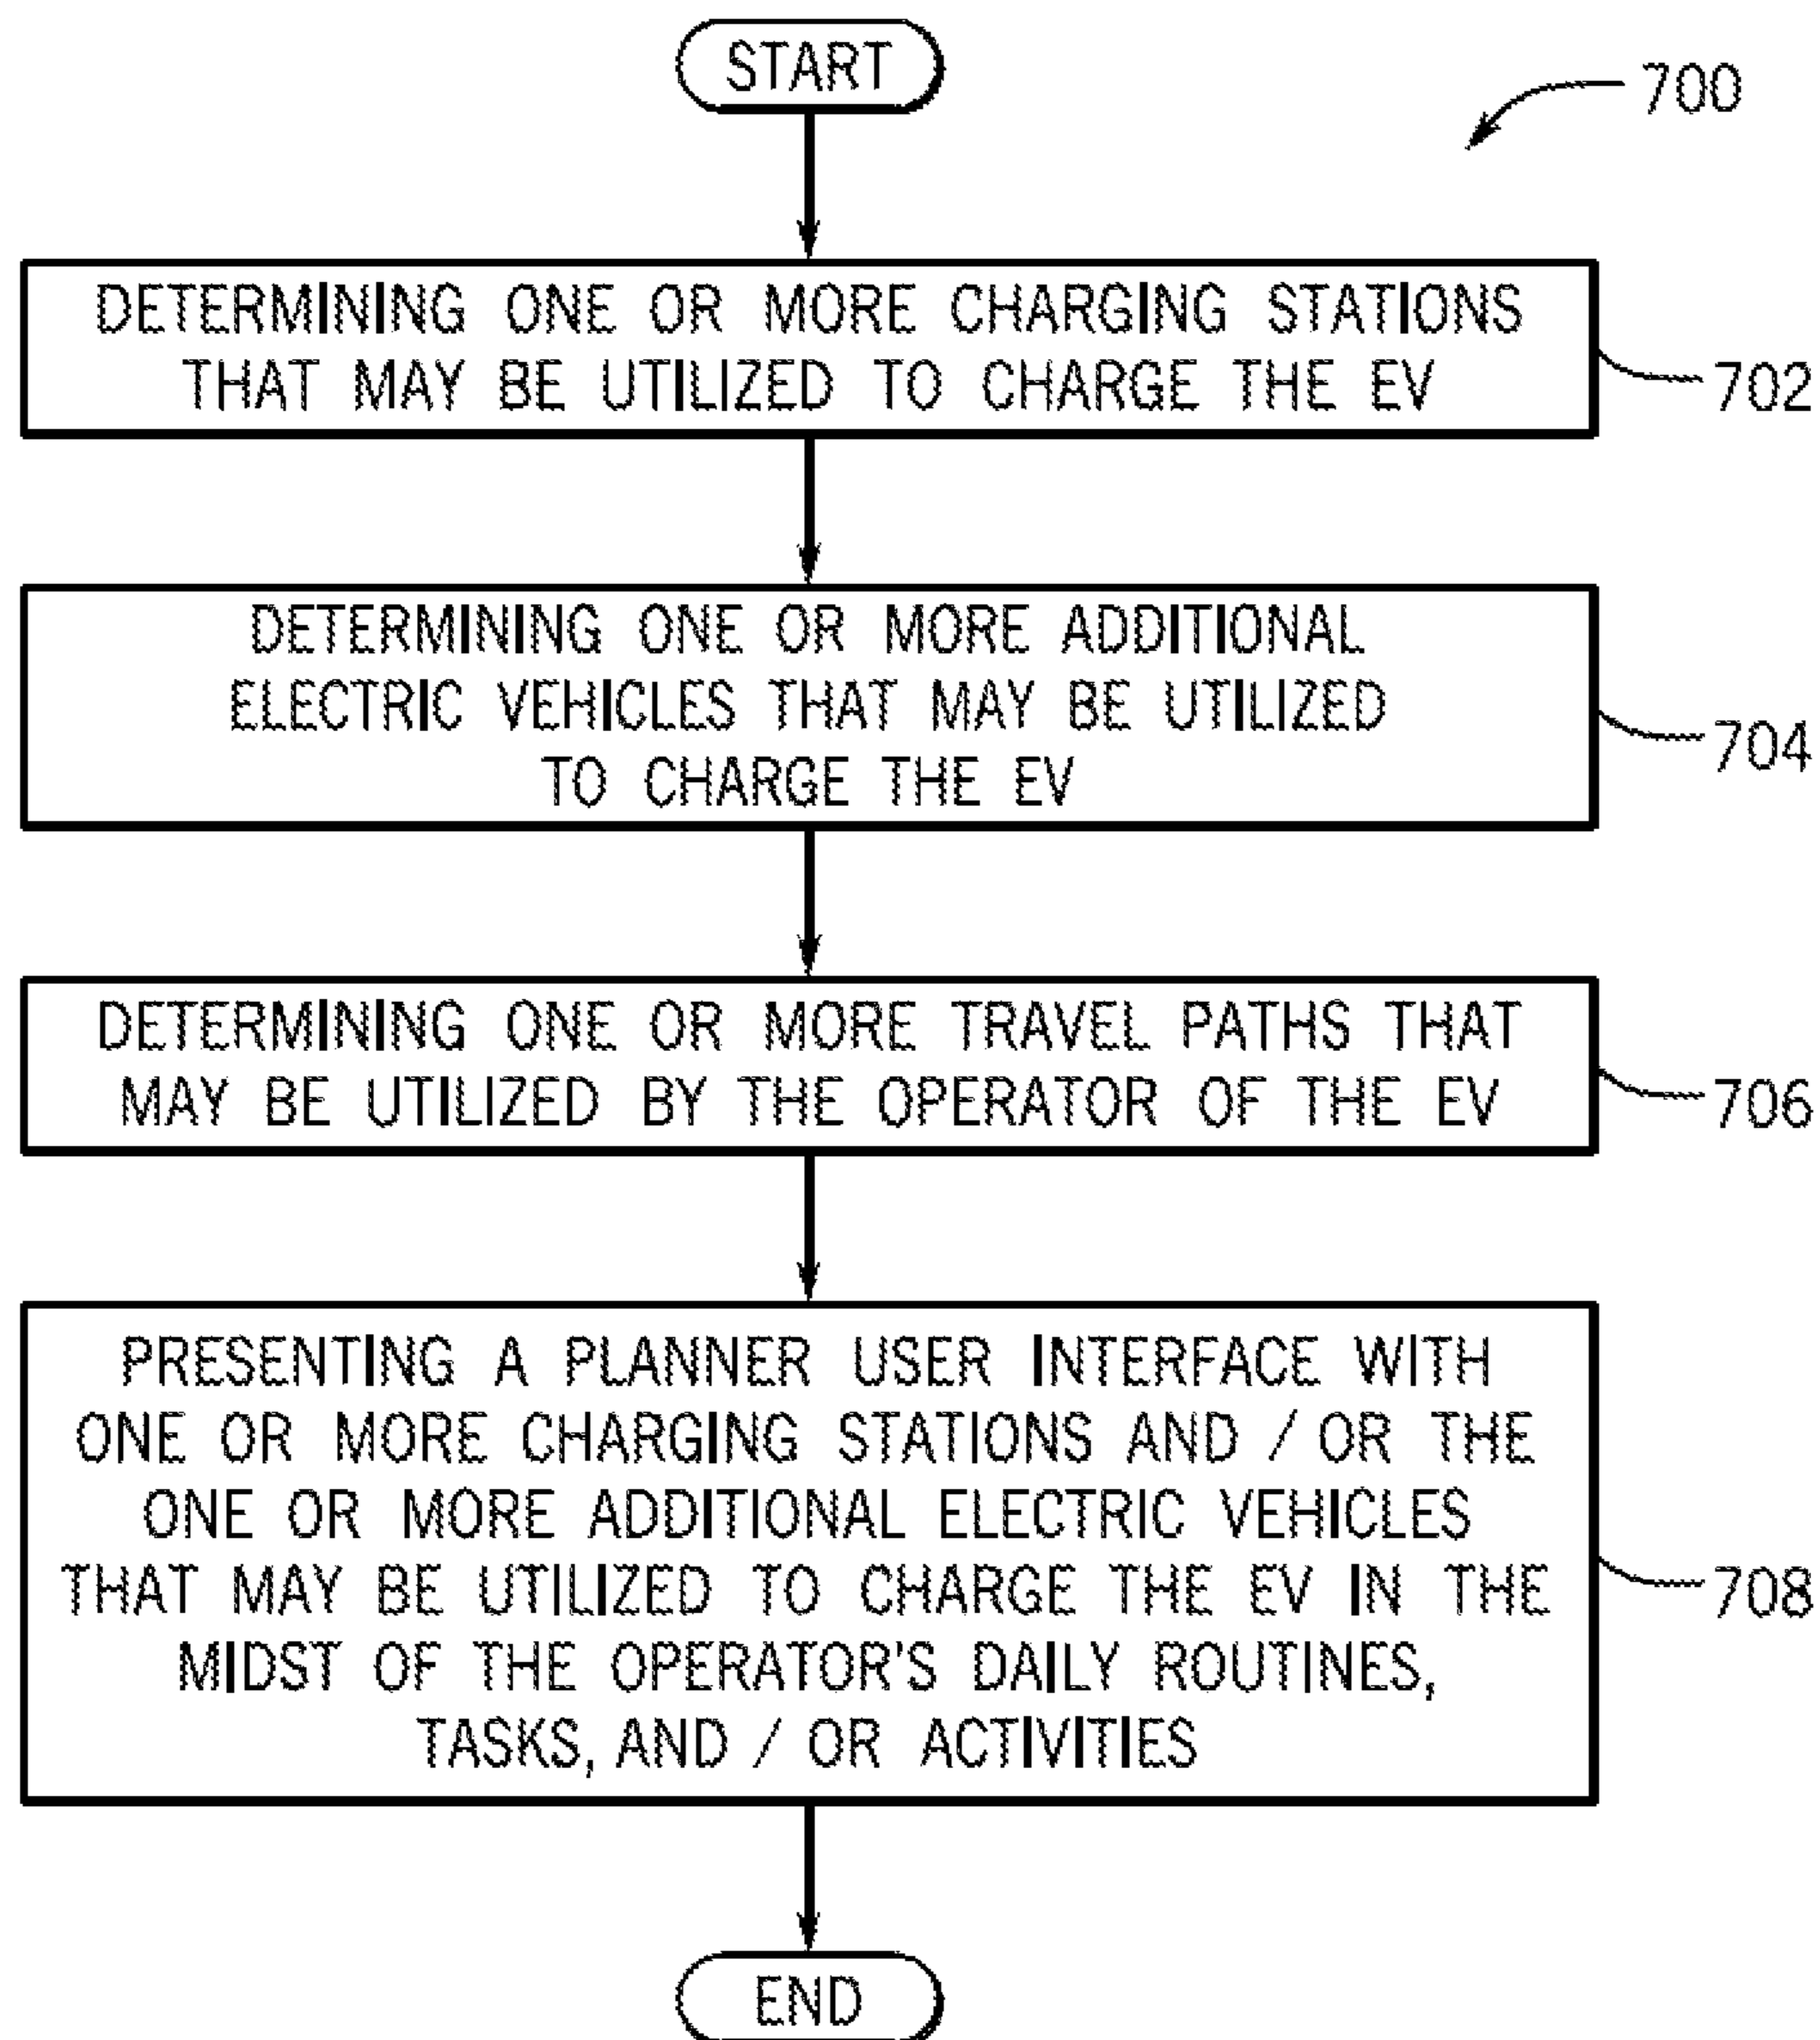 START
700
DETERMINING ONE OR MORE CHARGING STATIONS
THAT MAY BE UTILIZED TO CHARGE THE EV
702
DETERMINING ONE OR MORE ADDITIONAL
ELECTRIC VEHICLES THAT MAY BE UTILIZED
TO CHARGE THE EV
704
DETERMINING ONE OR MORE TRAVEL PATHS THAT
MAY BE UTILIZED BY THE OPERATOR OF THE EV
706
PRESENTING A PLANNER USER INTERFACE WITH
ONE OR MORE CHARGING STATIONS AND / OR THE
ONE OR MORE ADDITIONAL ELECTRIC VEHICLES
THAT MAY BE UTILIZED TO CHARGE THE EV IN THE
MIDST OF THE OPERATOR'S DAILY ROUTINES,
TASKS, AND / OR ACTIVITIES
708
END